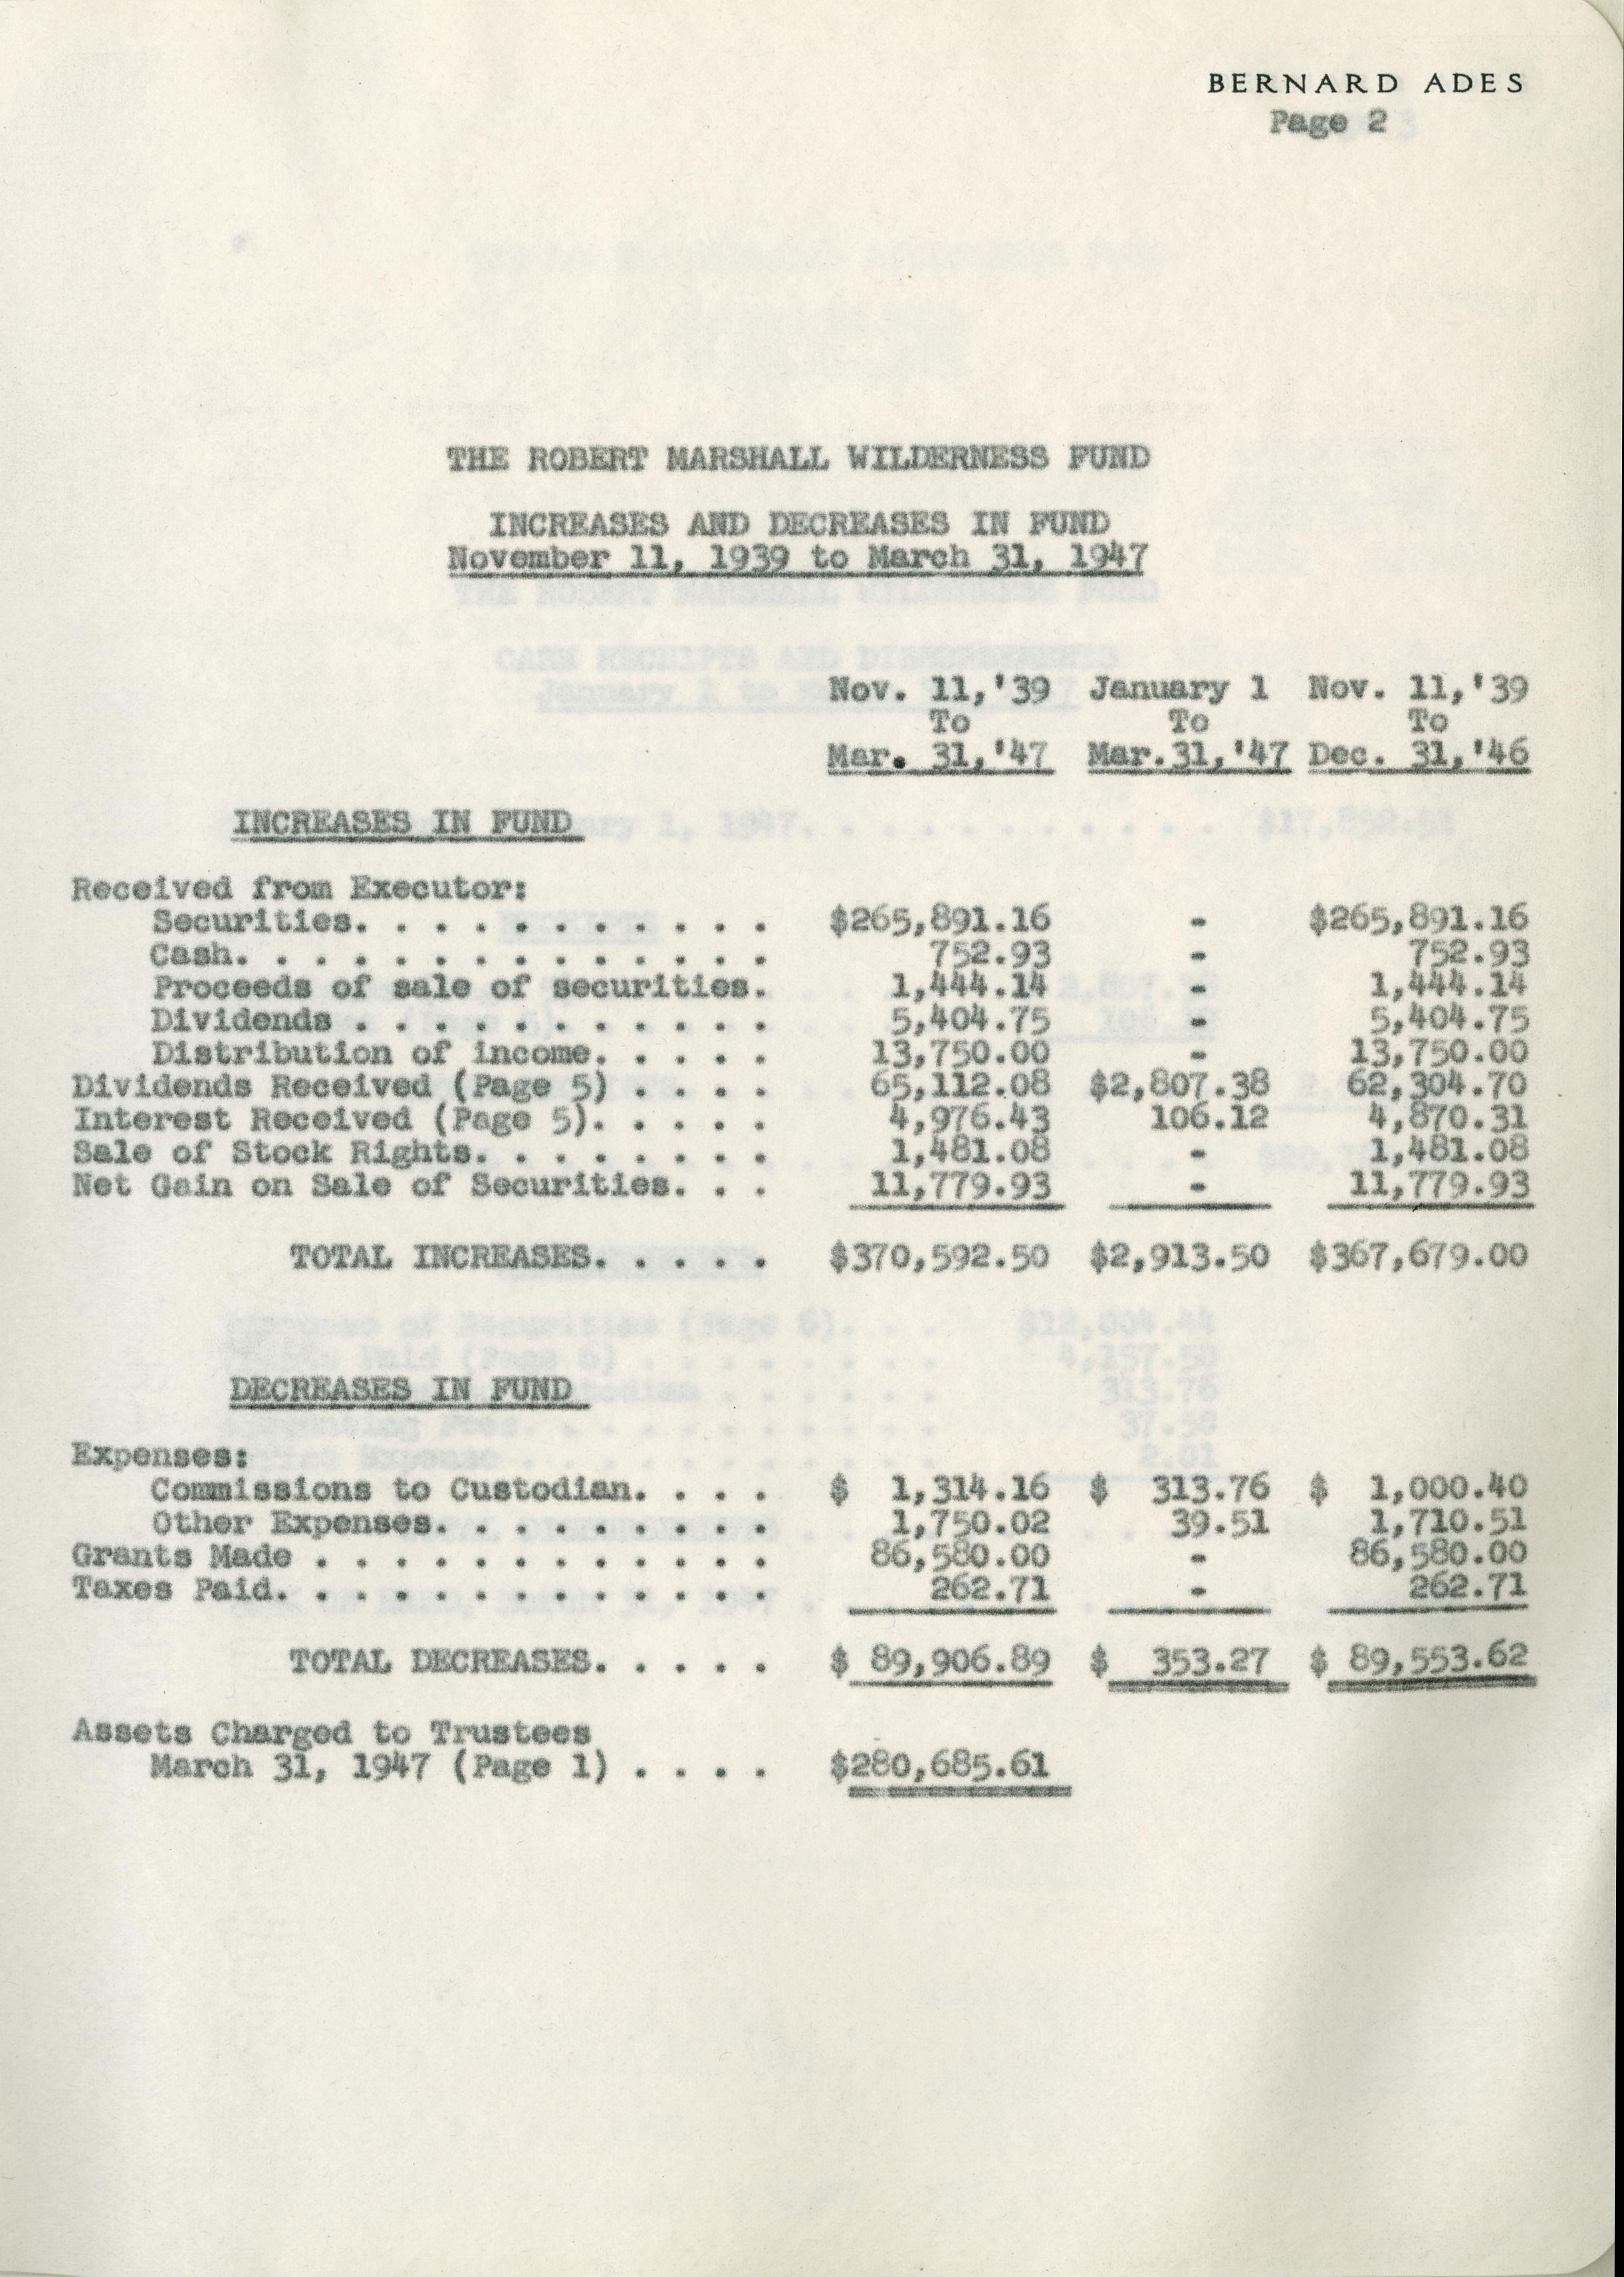 BERNARD ADES
Page 2
THE ROBERT MARSHALL WILDERNESS FUND
INCREASES AND DECREASES IN FUND
November 11, 1939 to March 31, 1947
Nov. 11,'39 January 1 Nov. 11,'39
To To To
Mar. 31,'47 Mar.31,'47 Dec. 31,'46
INCREASES IN FUND
Received from Executor:
Securities. . . . . . . . . . . $265,891.16 - $265,891.16
Cash. . . . . . . . . . . . . . 752.93 - 752.93
Proceeds of sale of securities. 1,444.14 - 1,444.14
Dividends . . . . . . . . . . . 5,404.75 - 5,404.75
Distribution of income. . . . . 13,750.00 - 13,750.00
Dividends Received (Page 5) . . . . 65,112.08 $2,807.38 62,304.70
Interest Received (Page 5). . . . . 4,976.43 106.12 4,870.31
Sale of Stock Rights. . . . . . . . 1,481.08 - 1,481.08
Net Gain on Sale of Securities. . . 11,779.93 - 11,779.93
TOTAL INCREASES. . . . . $370,592.50 $2,913.50 $367,679.00
DECREASES IN FUND
Expenses:
Commissions to Custodian. . . . $ 1,314.16 $ 313.76 $ 1,000.40
Other Expenses. . . . . . . . . 1,750.02 39.51 1,710.51
Grants Made . . . . . . . . . . . . 86,580.00 - 86,580.00
Taxes Paid. . . . . . . . . . . . . 262.71 - 262.71
TOTAL DECREASES. . . . . $ 89,906.89 $ 353.27 $ 89,553.62
Assets Charged to Trustees
March 31, 1947 (Page 1) . . . . $280,685.61